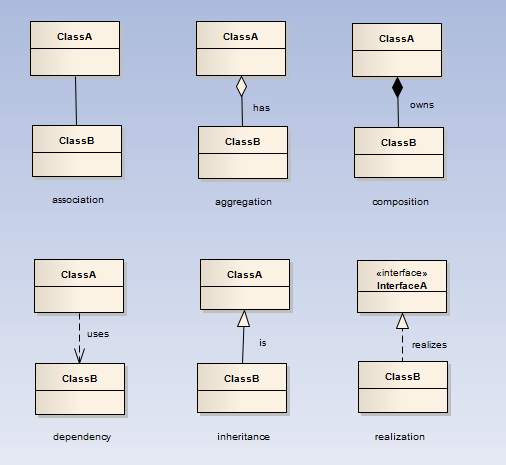 ClassA
ClassA
ClassA
has
owns
ClassB
ClassB
ClassB
association
aggregation
composition
ClassA
ClassA
«interface»
InterfaceA
uses
is
realizes
ClassB
ClassB
ClassB
dependency
inheritance
realization